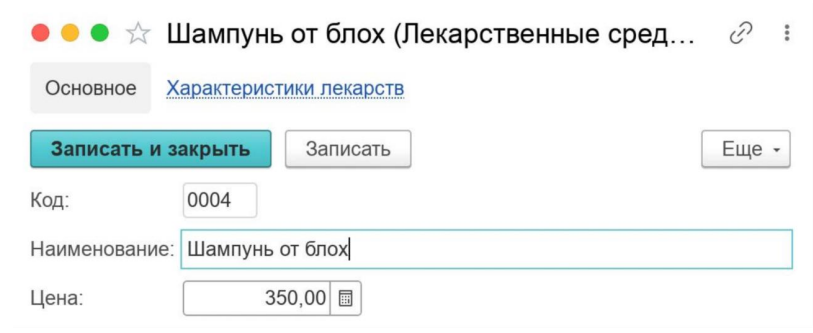 Шампунь от блох (Лекарственные сред...
Основное Характеристики лекарств
Записать и закрыть Записать Еще
Код: 0004
Наименование: Шампунь от блох
Цена: 350,00